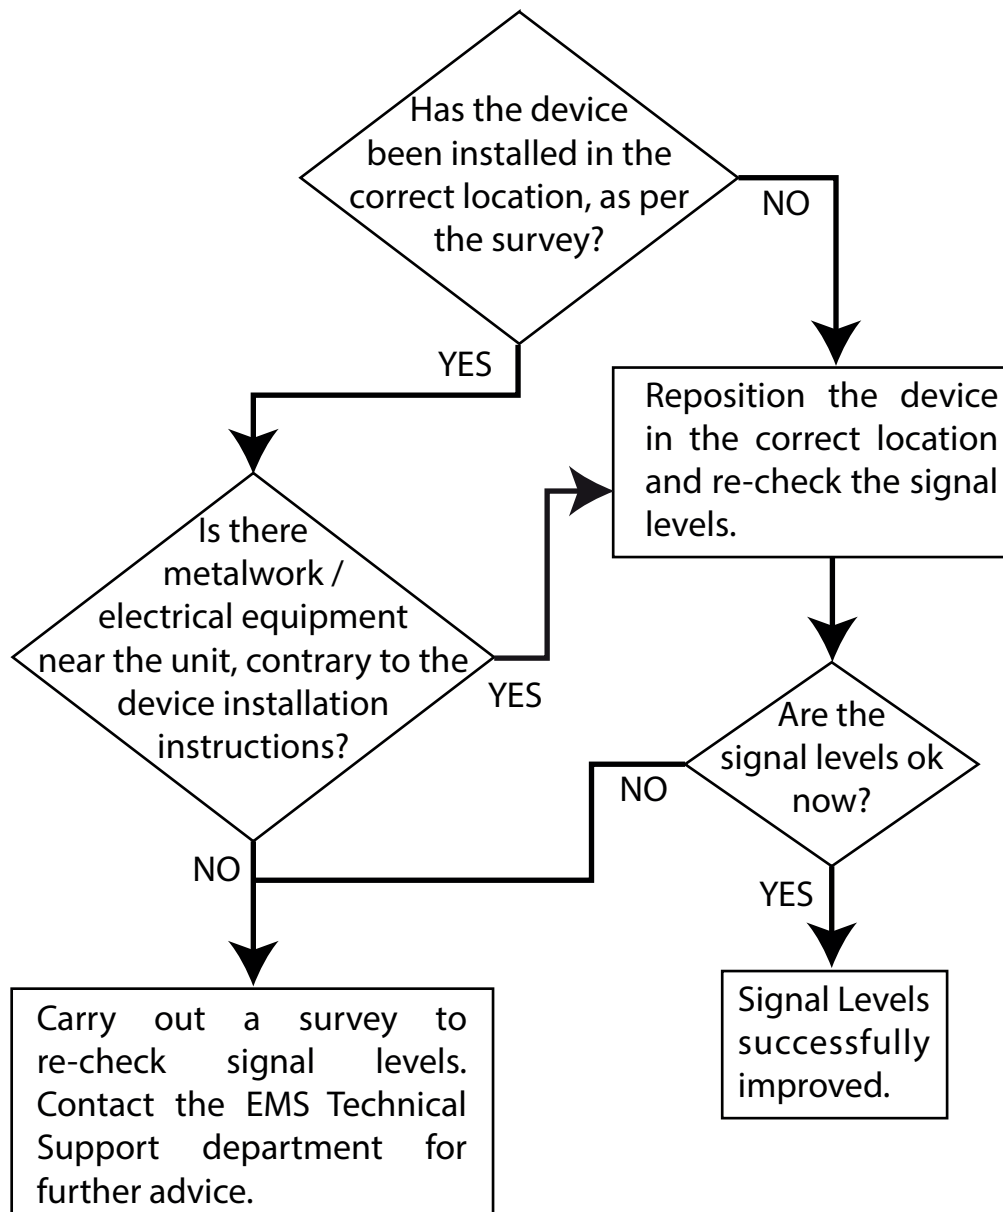 Has the device
been installed in the
correct location, as per
the survey?
NO
YES
Reposition the device
in the correct location
and re-check the signal
levels.
Is there
metalwork /
electrical equipment
near the unit, contrary to the
device installation
instructions?
YES
NO
Are the
signal levels ok
now?
NO
YES
Carry out a survey to
re-check signal levels.
Contact the EMS Technical
Support department for
further advice.
Signal Levels
successfully
improved.